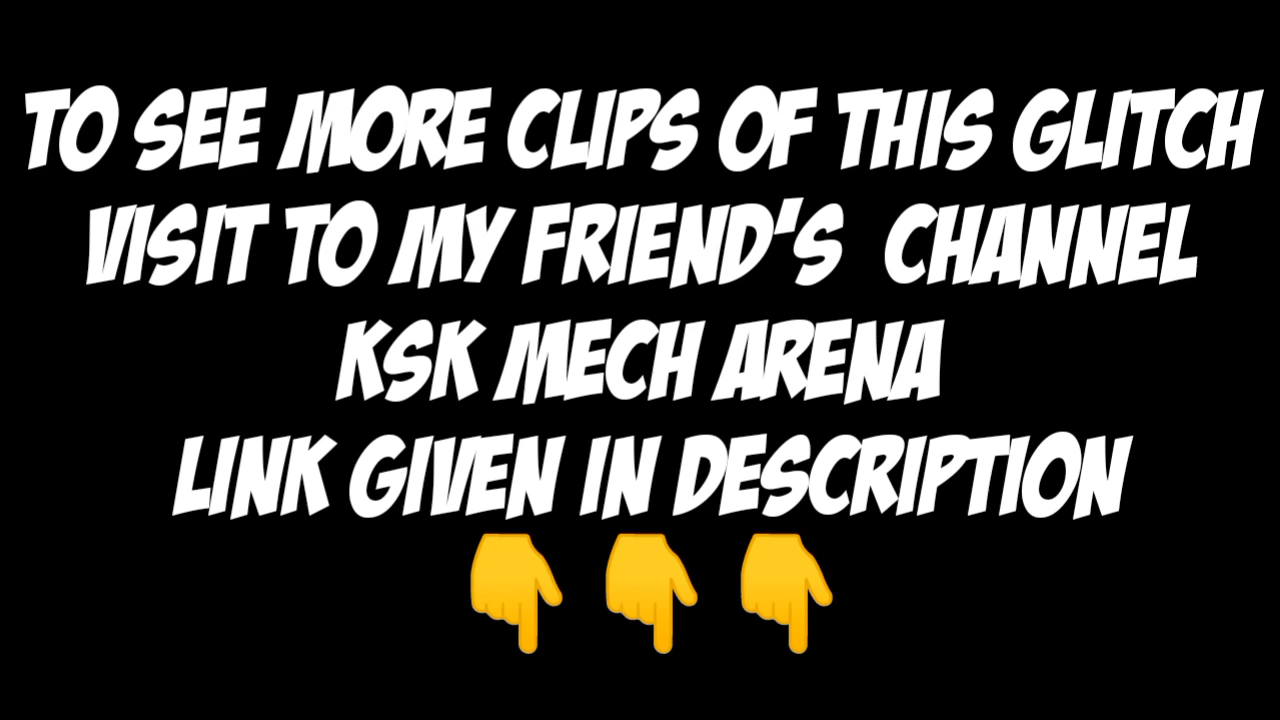 TO SEE MORE CLIPS OF THIS GLITCH
VISIT TO MY FRIEND'S CHANNEL
KSK MECH ARENA
LINK GIVEN IN DESCRIPTION
👇👇👇